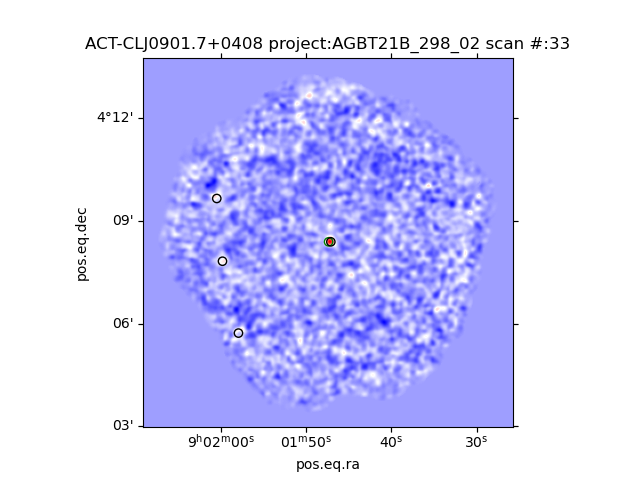 ACT-CLJ0901.7+0408 project:AGBT21B_298_02 scan #:33
4°12'
09'
06'
03'
pos.eq.dec
9ʰ02ᵐ00ˢ 01ᵐ50ˢ 40ˢ 30ˢ
pos.eq.ra